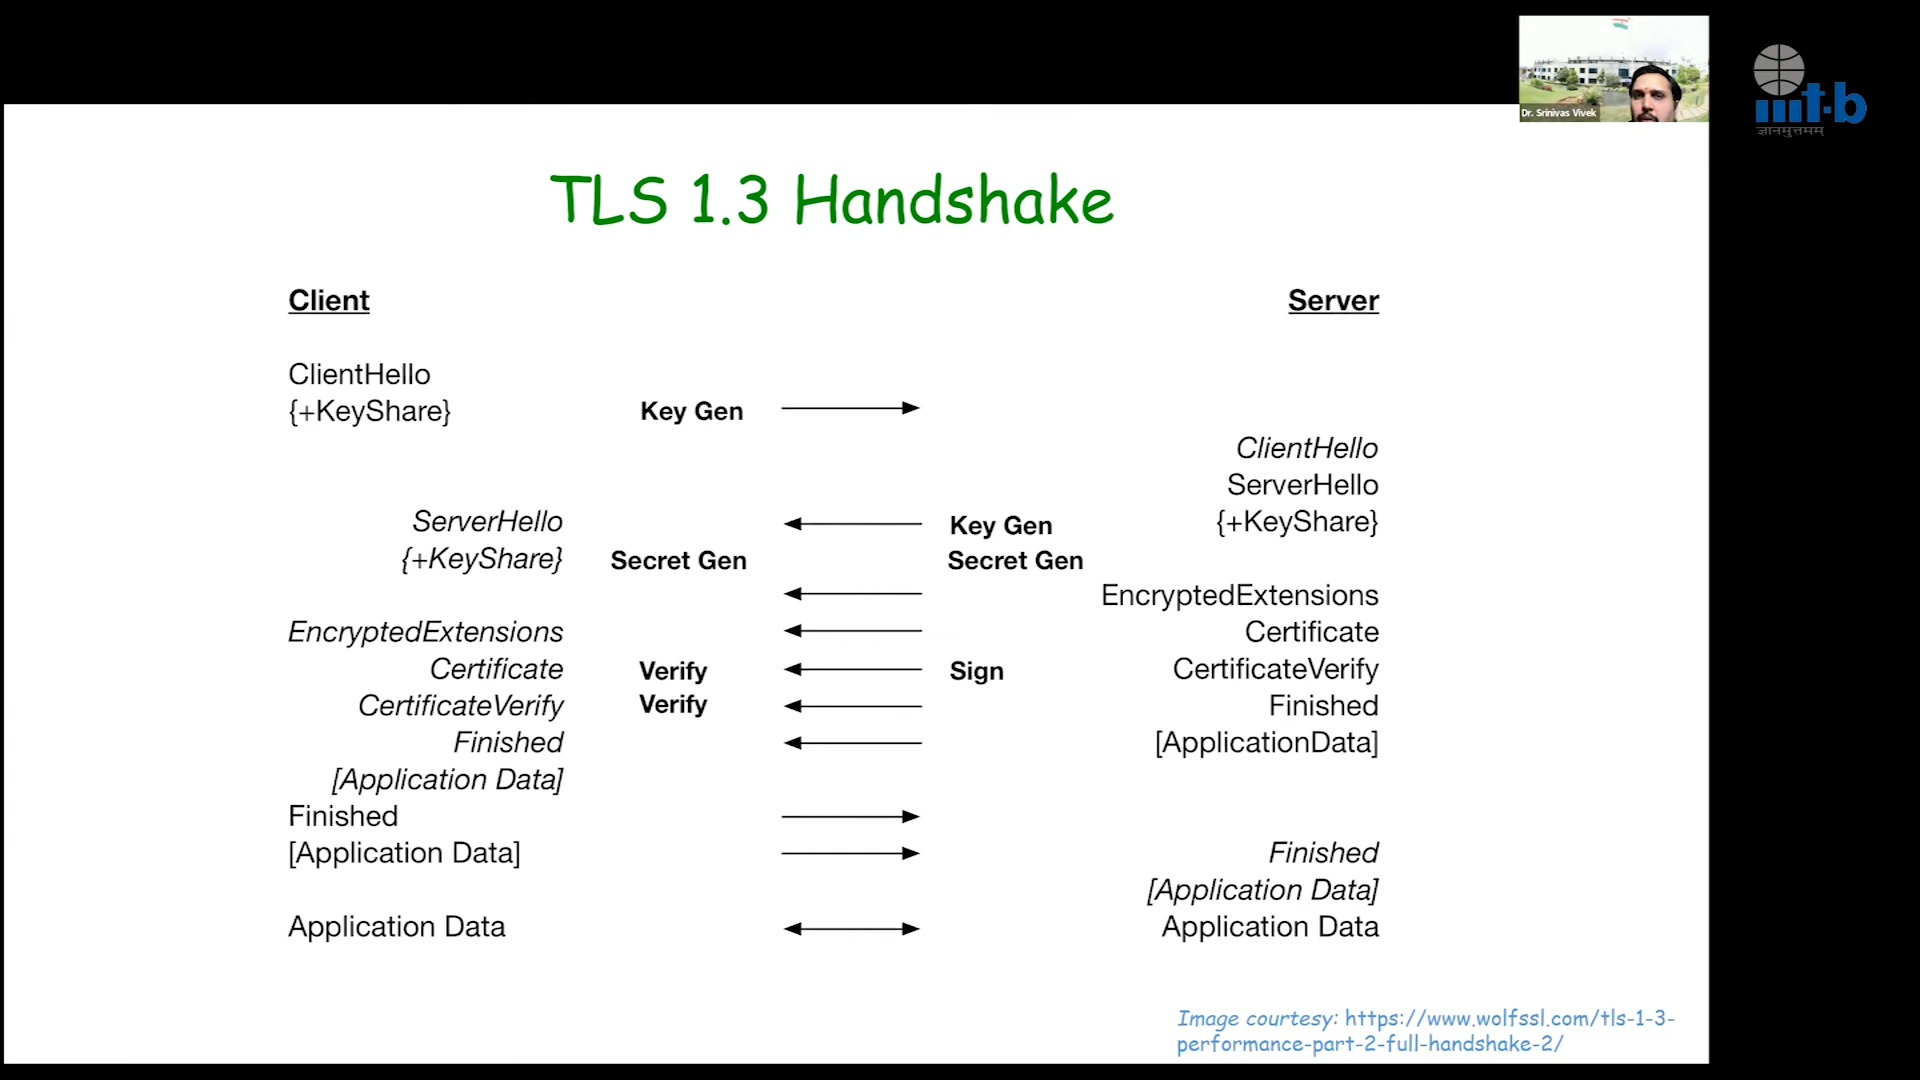 Dr. Srinivas Vivek
iiit-b
ज्ञानमुत्तमम्
TLS 1.3 Handshake
Client Server
ClientHello
{+KeyShare} Key Gen
ClientHello
ServerHello
ServerHello Key Gen {+KeyShare}
{+KeyShare} Secret Gen Secret Gen
EncryptedExtensions
EncryptedExtensions Certificate
Certificate Verify Sign CertificateVerify
CertificateVerify Verify Finished
Finished [ApplicationData]
[Application Data]
Finished
[Application Data] Finished
[Application Data]
Application Data Application Data
Image courtesy: https://www.wolfssl.com/tls-1-3-
performance-part-2-full-handshake-2/